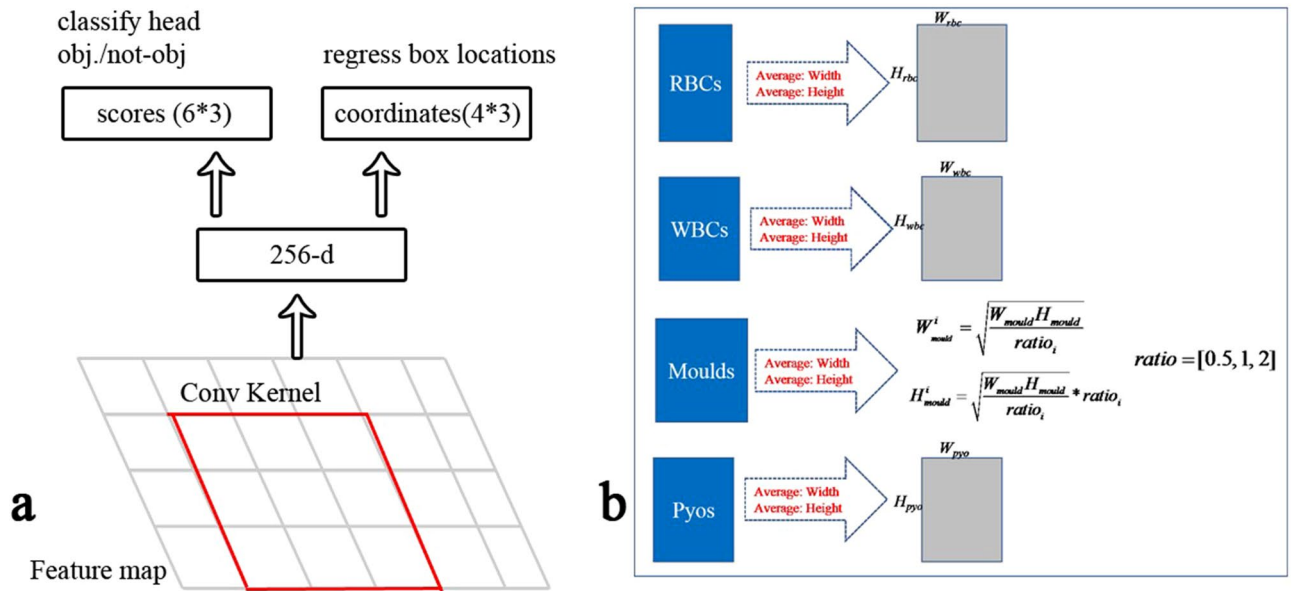 classify head
obj./not-obj
regress box locations
scores (6*3)
coordinates(4*3)
256-d
Conv Kernel
Feature map
a
RBCs
Average: Width
Average: Height
W_rbc
H_rbc
WBCs
Average: Width
Average: Height
W_wbc
H_wbc
Moulds
Average: Width
Average: Height
W^i_mould = √(W_mould H_mould / ratio_i)
H^i_mould = √(W_mould H_mould / ratio_i) * ratio_i
ratio = [0.5, 1, 2]
Pyos
Average: Width
Average: Height
W_pyo
H_pyo
b